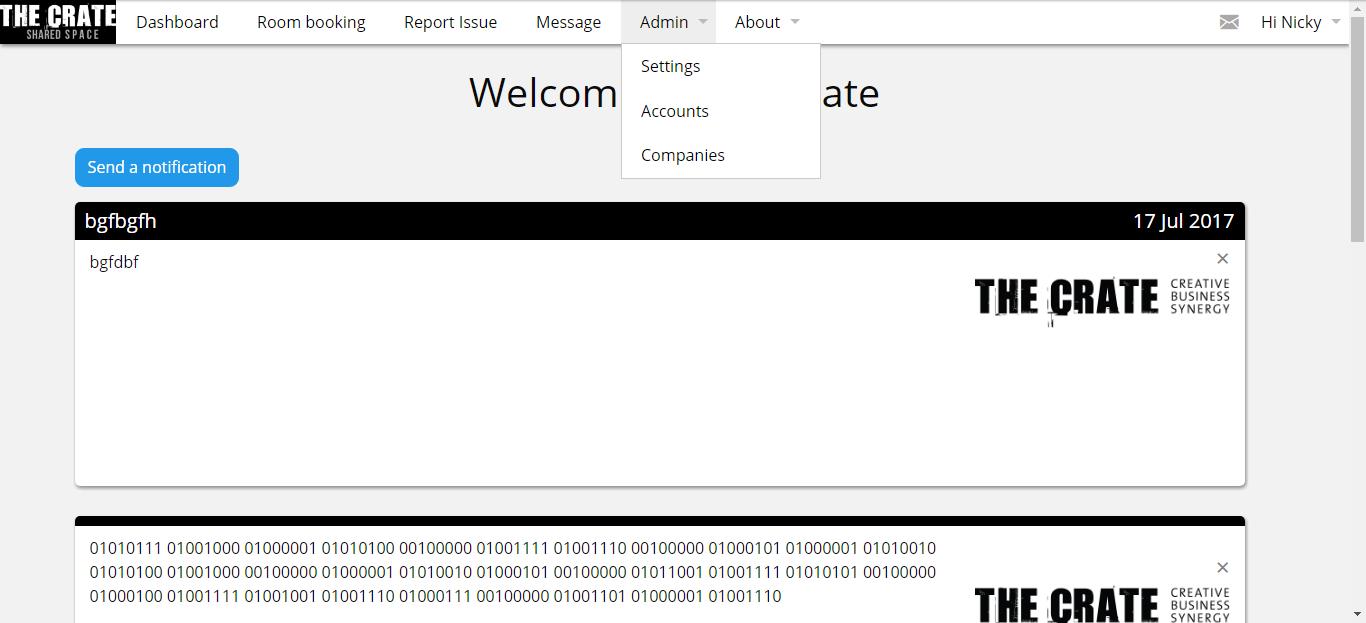 THE CRATE
SHARED SPACE
Dashboard Room booking Report Issue Message Admin About Hi Nicky
Settings
Accounts
Companies
Welcom ate
Send a notification
bgfbgfh 17 Jul 2017
bgfdbf
THE CRATE CREATIVE
BUSINESS
SYNERGY
01010111 01001000 01000001 01010100 00100000 01001111 01001110 00100000 01000101 01000001 01010010
01010100 01001000 00100000 01000001 01010010 01000101 00100000 01011001 01001111 01010101 00100000
01000100 01001111 01001001 01001110 01000111 00100000 01001101 01000001 01001110
THE CRATE CREATIVE
BUSINESS
SYNERGY